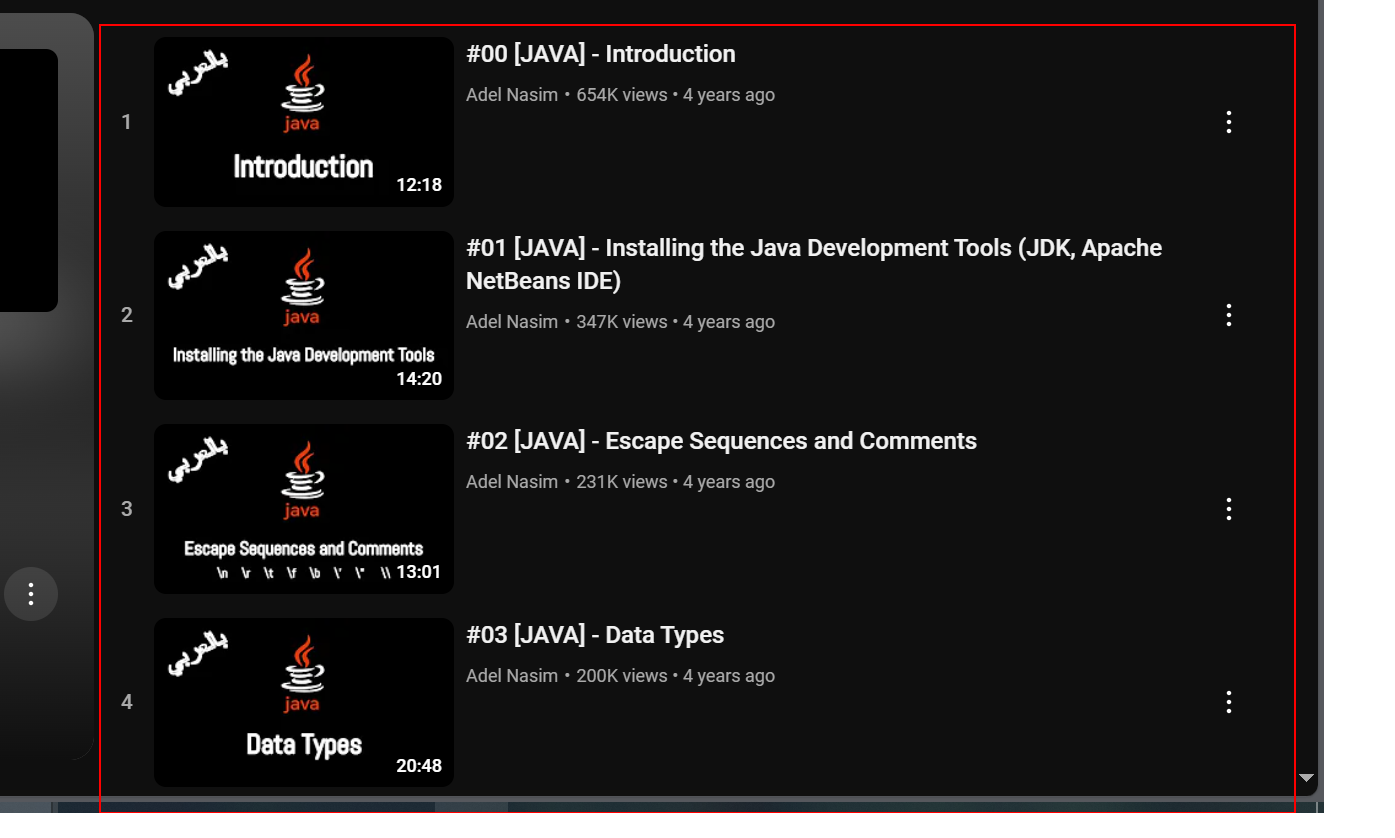 1
بالعربي
java
Introduction
12:18
#00 [JAVA] - Introduction
Adel Nasim • 654K views • 4 years ago
2
بالعربي
java
Installing the Java Development Tools
14:20
#01 [JAVA] - Installing the Java Development Tools (JDK, Apache
NetBeans IDE)
Adel Nasim • 347K views • 4 years ago
3
بالعربي
java
Escape Sequences and Comments
\n \r \t \f \b \' \" \\
13:01
#02 [JAVA] - Escape Sequences and Comments
Adel Nasim • 231K views • 4 years ago
4
بالعربي
java
Data Types
20:48
#03 [JAVA] - Data Types
Adel Nasim • 200K views • 4 years ago